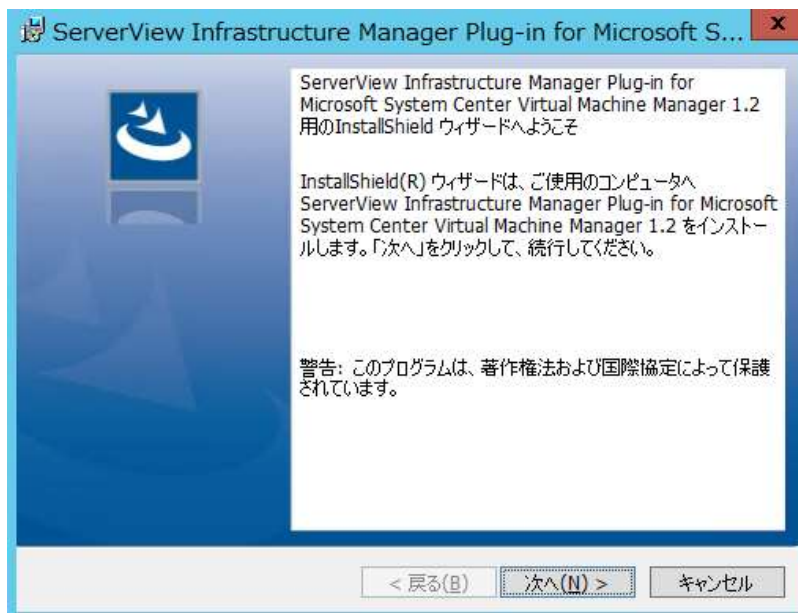 ServerView Infrastructure Manager Plug-in for Microsoft S...
x
ServerView Infrastructure Manager Plug-in for
Microsoft System Center Virtual Machine Manager 1.2
用のInstallShield ウィザードへようこそ
InstallShield(R) ウィザードは、ご使用のコンピュータへ
ServerView Infrastructure Manager Plug-in for Microsoft
System Center Virtual Machine Manager 1.2 をインストー
ルします。「次へ」をクリックして、続行してください。
警告: このプログラムは、著作権法および国際協定によって保護
されています。
< 戻る(B)
次へ(N) >
キャンセル